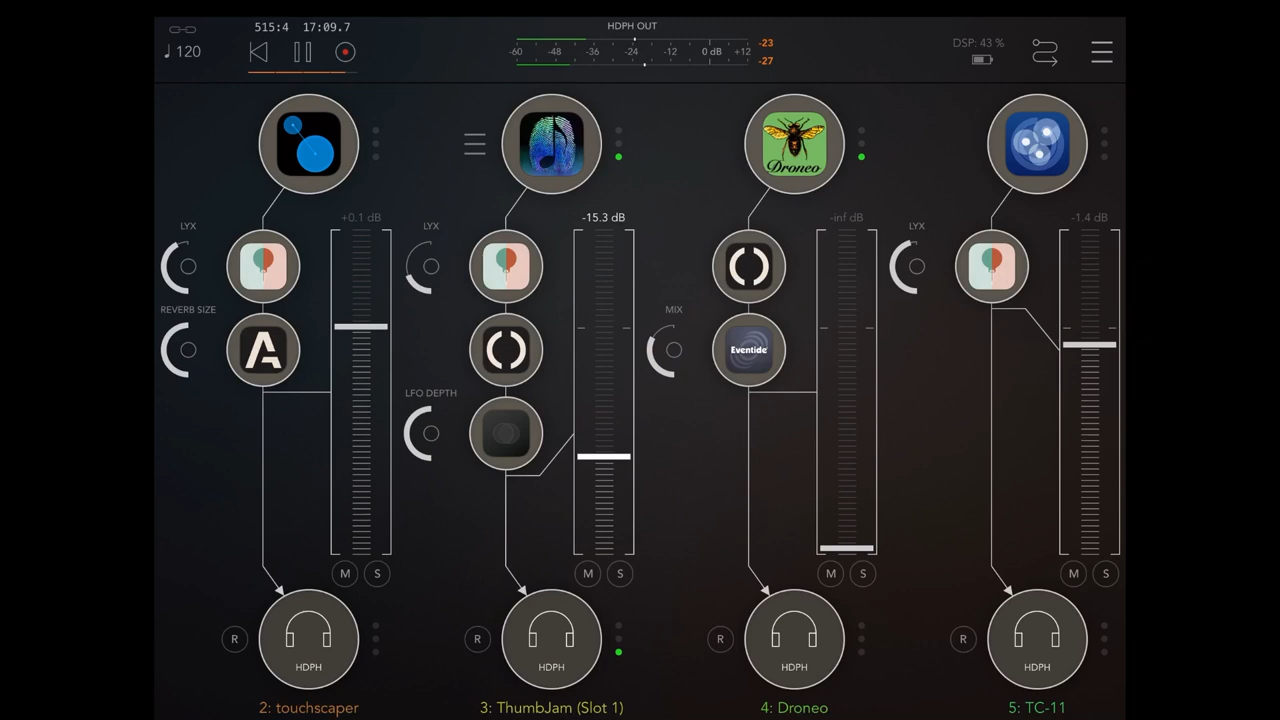 515:4 17:09.7
♩120
HDPH OUT
-60 -48 -36 -24 -12 0 dB +12
-23
-27
DSP: 43 %
Droneo
+0.1 dB
-15.3 dB
-inf dB
-1.4 dB
LYX
LYX
LYX
REVERB SIZE
MIX
Eventide
LFO DEPTH
M S
M S
M S
M S
R
R
R
R
HDPH
HDPH
HDPH
HDPH
2: touchscaper
3: ThumbJam (Slot 1)
4: Droneo
5: TC-11